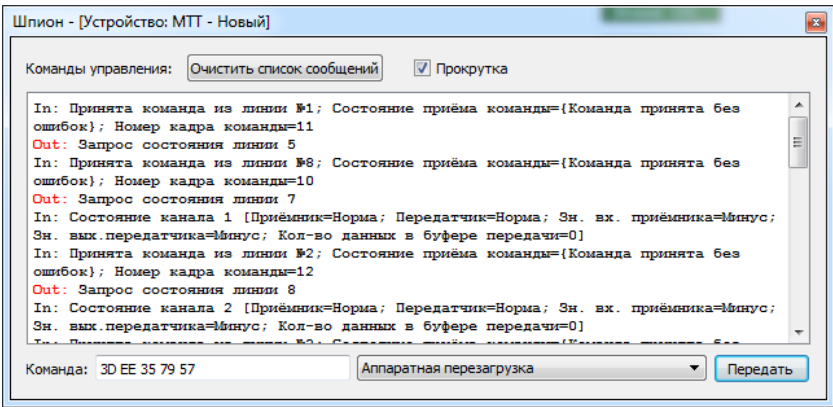 Шпион - [Устройство: МТТ - Новый]
Команды управления: Очистить список сообщений Прокрутка
In: Принята команда из линии №1; Состояние приёма команды={Команда принята без
ошибок}; Номер кадра команды=11
Out: Запрос состояния линии 5
In: Принята команда из линии №8; Состояние приёма команды={Команда принята без
ошибок}; Номер кадра команды=10
Out: Запрос состояния линии 7
In: Состояние канала 1 [Приёмник=Норма; Передатчик=Норма; Зн. вх. приёмника=Минус;
Зн. вых.передатчика=Минус; Кол-во данных в буфере передачи=0]
In: Принята команда из линии №2; Состояние приёма команды={Команда принята без
ошибок}; Номер кадра команды=12
Out: Запрос состояния линии 8
In: Состояние канала 2 [Приёмник=Норма; Передатчик=Норма; Зн. вх. приёмника=Минус;
Зн. вых.передатчика=Минус; Кол-во данных в буфере передачи=0]
Команда: 3D EE 35 79 57 Аппаратная перезагрузка Передать